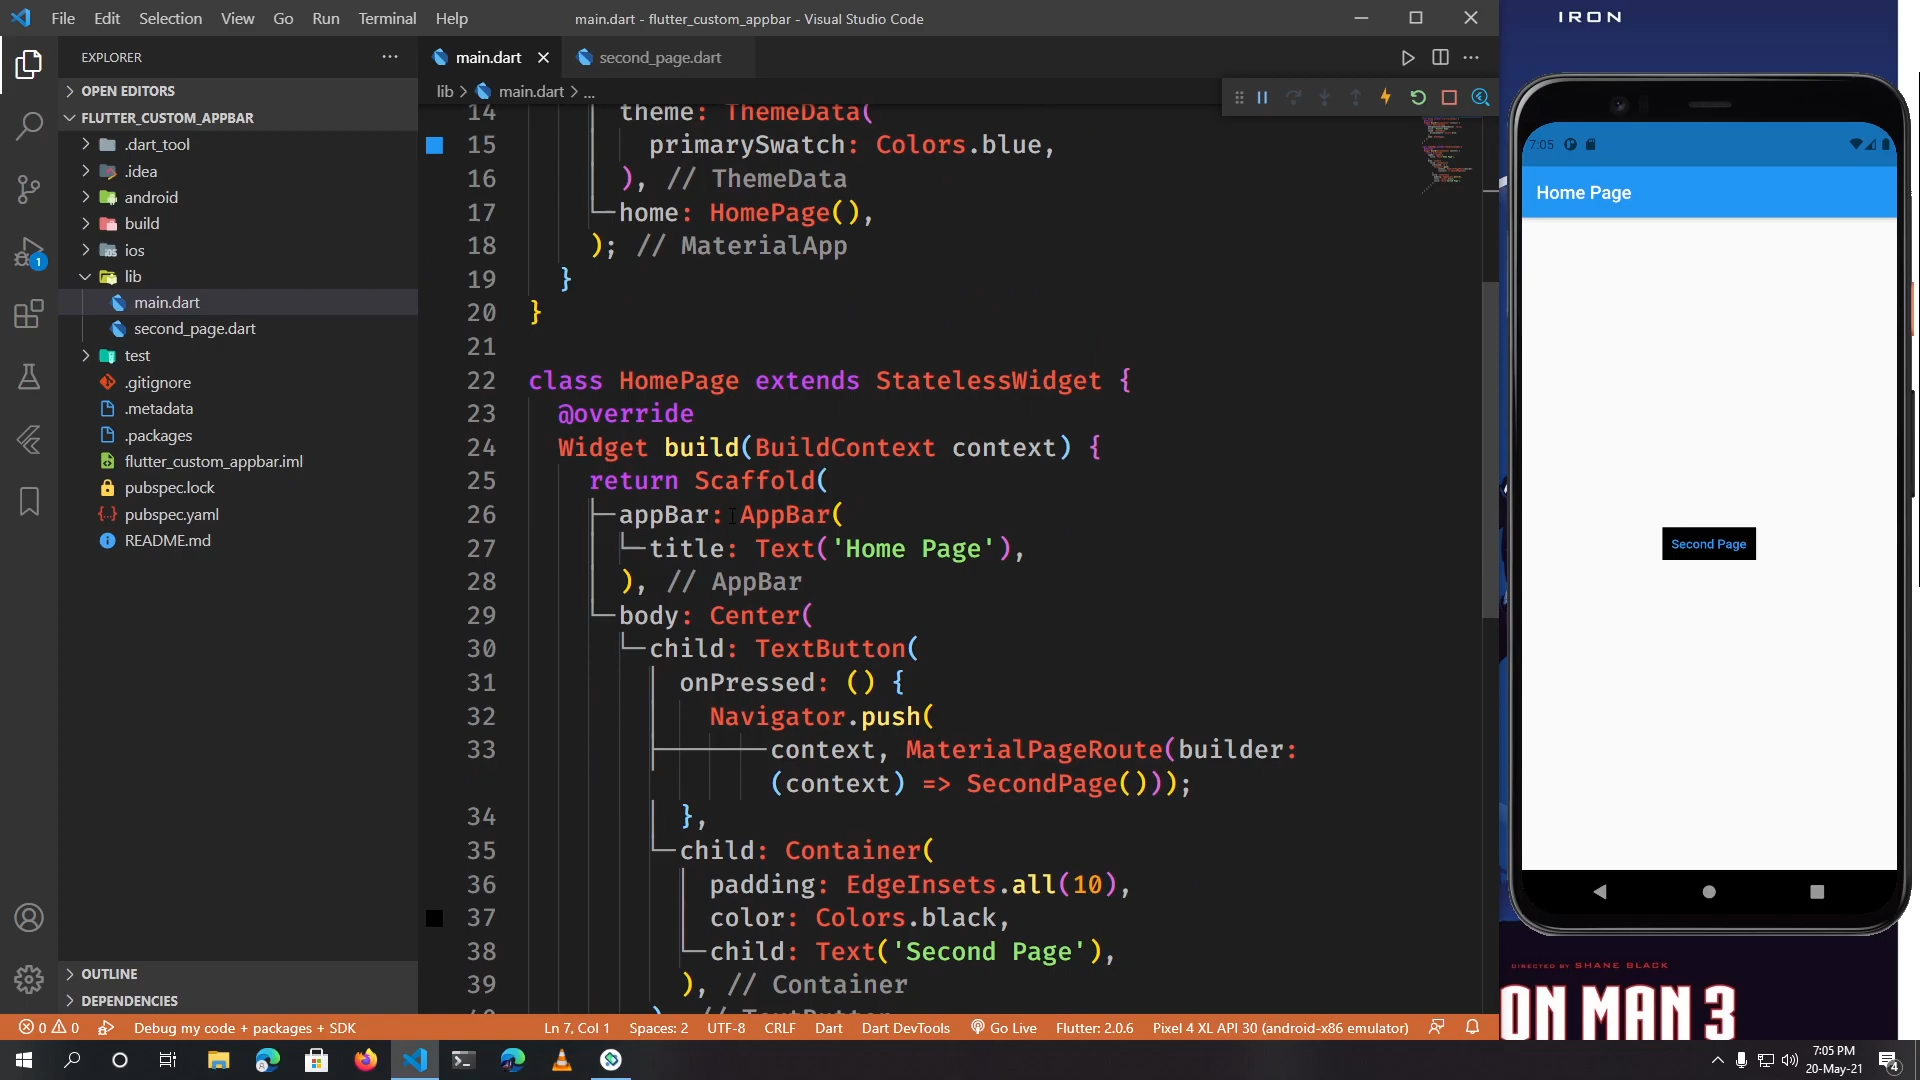 File Edit Selection View Go Run Terminal Help
main.dart - flutter_custom_appbar - Visual Studio Code
EXPLORER
OPEN EDITORS
FLUTTER_CUSTOM_APPBAR
.dart_tool
.idea
android
build
ios
lib
main.dart
second_page.dart
test
.gitignore
.metadata
.packages
flutter_custom_appbar.iml
pubspec.lock
pubspec.yaml
README.md
OUTLINE
DEPENDENCIES
1
main.dart
second_page.dart
lib > main.dart > ...
14 theme: ThemeData(
15 primarySwatch: Colors.blue,
16 ), // ThemeData
17 home: HomePage(),
18 ); // MaterialApp
19 }
20 }
21
22 class HomePage extends StatelessWidget {
23 @override
24 Widget build(BuildContext context) {
25 return Scaffold(
26 appBar: AppBar(
27 title: Text('Home Page'),
28 ), // AppBar
29 body: Center(
30 child: TextButton(
31 onPressed: () {
32 Navigator.push(
33 context, MaterialPageRoute(builder:
(context) => SecondPage()));
34 },
35 child: Container(
36 padding: EdgeInsets.all(10),
37 color: Colors.black,
38 child: Text('Second Page'),
39 ), // Container
IRON
7:05
Home Page
Second Page
DIRECTED BY SHANE BLACK
ON MAN 3
0 0 Debug my code + packages + SDK
Ln 7, Col 1 Spaces: 2 UTF-8 CRLF Dart Dart DevTools Go Live Flutter: 2.0.6 Pixel 4 XL API 30 (android-x86 emulator)
7:05 PM
20-May-21
4